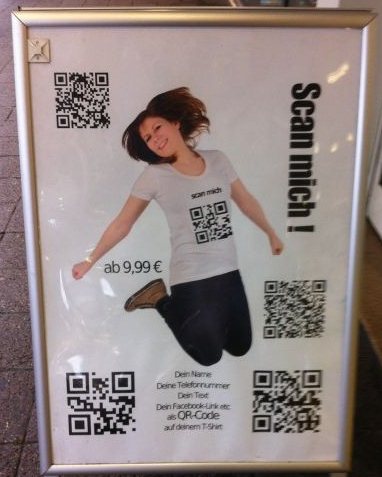 Scan mich !
scan mich
ab 9,99 €
Dein Name
Deine Telefonnummer
Dein Text
Dein Facebook-Link etc
als QR-Code
auf deinem T-Shirt